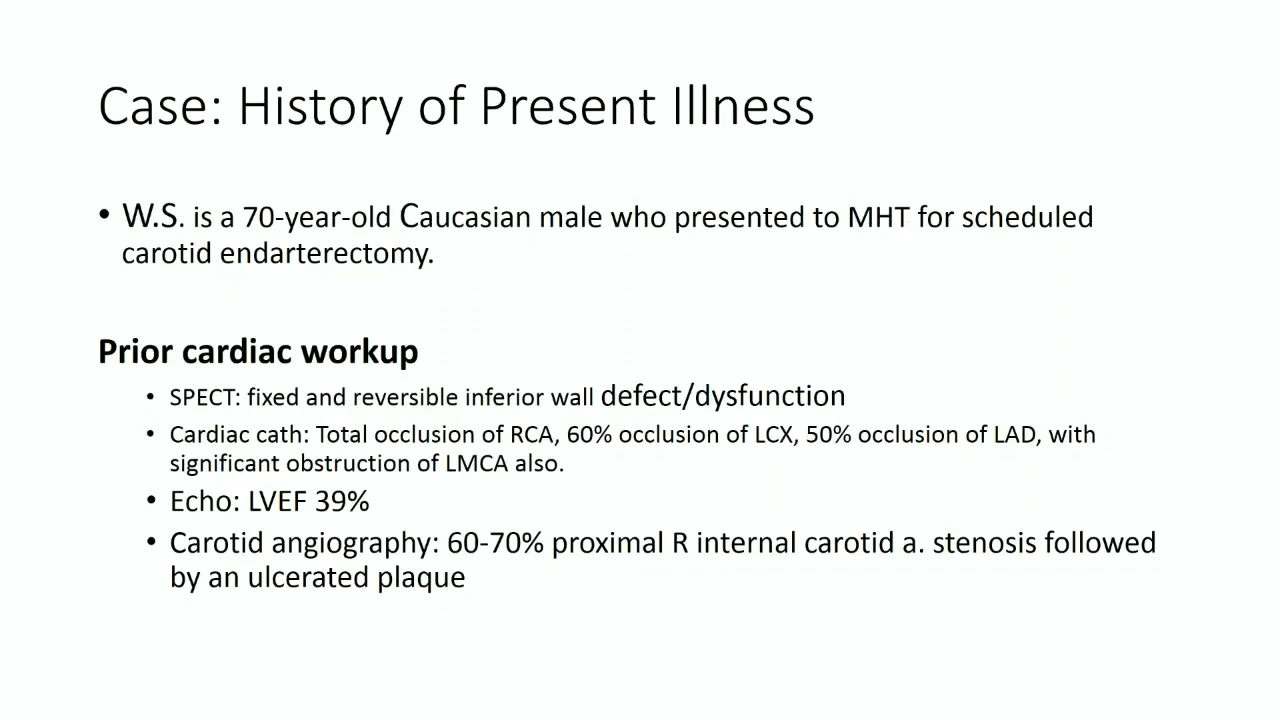 Case: History of Present Illness
• W.S. is a 70-year-old Caucasian male who presented to MHT for scheduled
carotid endarterectomy.
Prior cardiac workup
• SPECT: fixed and reversible inferior wall defect/dysfunction
• Cardiac cath: Total occlusion of RCA, 60% occlusion of LCX, 50% occlusion of LAD, with
significant obstruction of LMCA also.
• Echo: LVEF 39%
• Carotid angiography: 60-70% proximal R internal carotid a. stenosis followed
by an ulcerated plaque